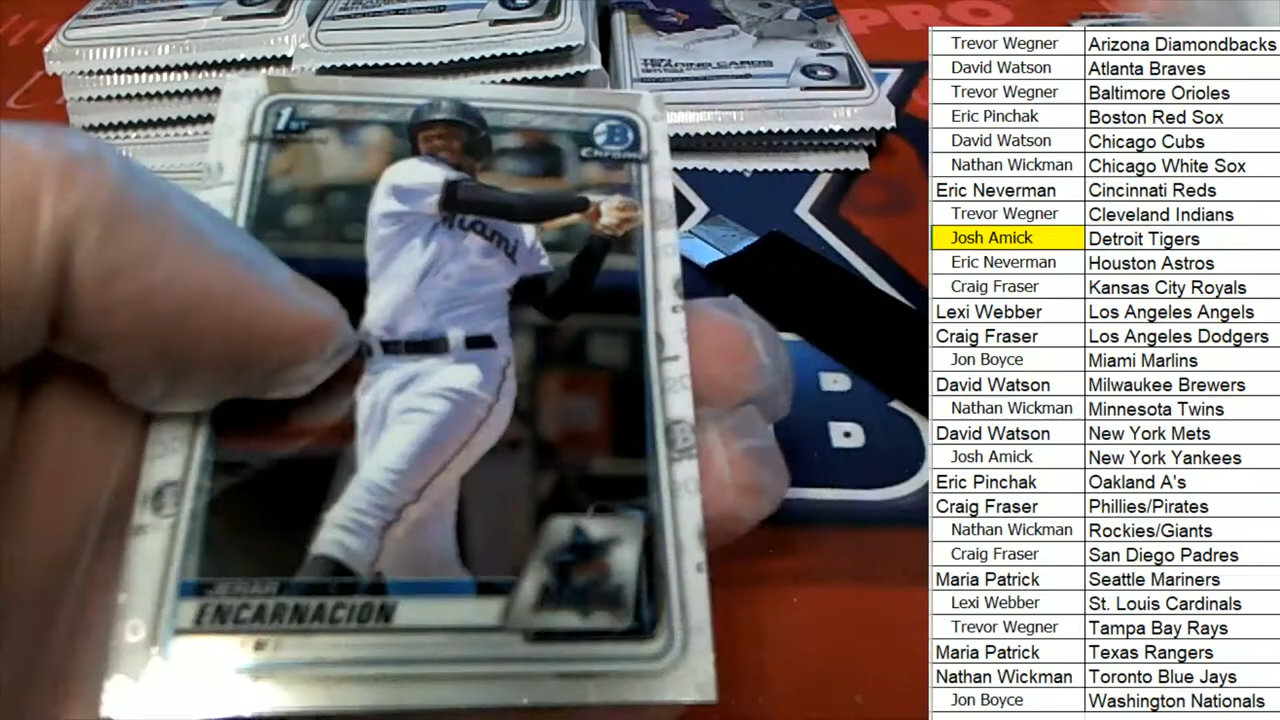 PRO
TRADING CARDS
1ST
B
Chrome
Miami
JERAR
ENCARNACION
B
Trevor Wegner Arizona Diamondbacks
David Watson Atlanta Braves
Trevor Wegner Baltimore Orioles
Eric Pinchak Boston Red Sox
David Watson Chicago Cubs
Nathan Wickman Chicago White Sox
Eric Neverman Cincinnati Reds
Trevor Wegner Cleveland Indians
Josh Amick Detroit Tigers
Eric Neverman Houston Astros
Craig Fraser Kansas City Royals
Lexi Webber Los Angeles Angels
Craig Fraser Los Angeles Dodgers
Jon Boyce Miami Marlins
David Watson Milwaukee Brewers
Nathan Wickman Minnesota Twins
David Watson New York Mets
Josh Amick New York Yankees
Eric Pinchak Oakland A's
Craig Fraser Phillies/Pirates
Nathan Wickman Rockies/Giants
Craig Fraser San Diego Padres
Maria Patrick Seattle Mariners
Lexi Webber St. Louis Cardinals
Trevor Wegner Tampa Bay Rays
Maria Patrick Texas Rangers
Nathan Wickman Toronto Blue Jays
Jon Boyce Washington Nationals